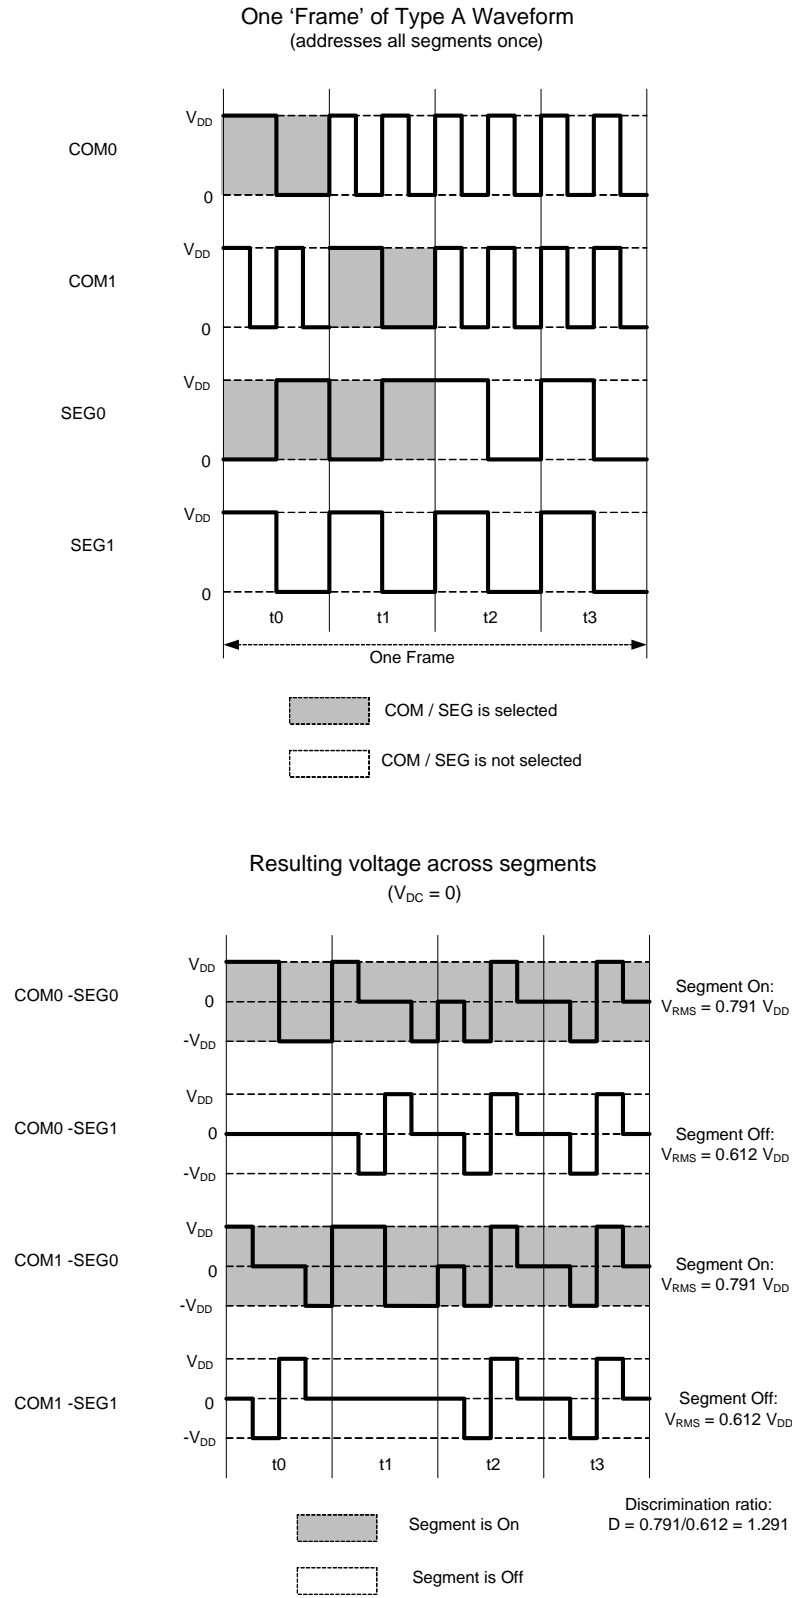 One ‘Frame’ of Type A Waveform
(addresses all segments once)
VDD
COM0
0
VDD
COM1
0
VDD
SEG0
0
VDD
SEG1
0
t0 t1 t2 t3
One Frame
COM / SEG is selected
COM / SEG is not selected
Resulting voltage across segments
(VDC = 0)
VDD
COM0 -SEG0
0
-VDD
Segment On:
VRMS = 0.791 VDD
VDD
COM0 -SEG1
0
-VDD
Segment Off:
VRMS = 0.612 VDD
VDD
COM1 -SEG0
0
-VDD
Segment On:
VRMS = 0.791 VDD
VDD
COM1 -SEG1
0
-VDD
Segment Off:
VRMS = 0.612 VDD
t0 t1 t2 t3
Segment is On
Segment is Off
Discrimination ratio:
D = 0.791/0.612 = 1.291